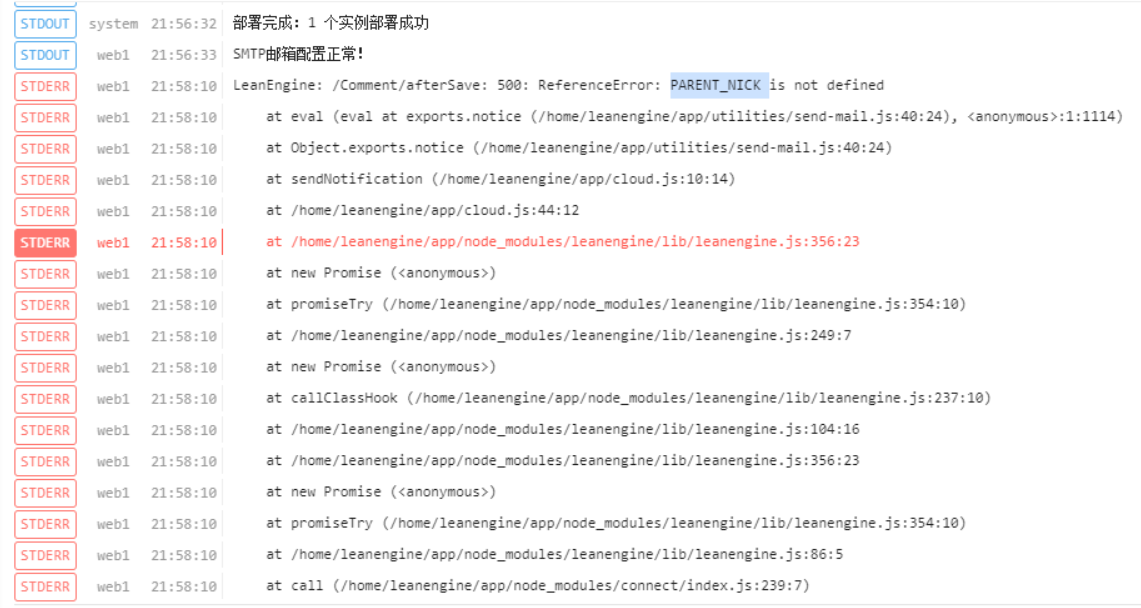 STDOUT system 21:56:32 部署完成: 1 个实例部署成功
STDOUT web1 21:56:33 SMTP邮箱配置正常!
STDERR web1 21:58:10 LeanEngine: /Comment/afterSave: 500: ReferenceError: PARENT_NICK is not defined
STDERR web1 21:58:10 at eval (eval at exports.notice (/home/leanengine/app/utilities/send-mail.js:40:24), <anonymous>:1:1114)
STDERR web1 21:58:10 at Object.exports.notice (/home/leanengine/app/utilities/send-mail.js:40:24)
STDERR web1 21:58:10 at sendNotification (/home/leanengine/app/cloud.js:10:14)
STDERR web1 21:58:10 at /home/leanengine/app/cloud.js:44:12
STDERR web1 21:58:10 at /home/leanengine/app/node_modules/leanengine/lib/leanengine.js:356:23
STDERR web1 21:58:10 at new Promise (<anonymous>)
STDERR web1 21:58:10 at promiseTry (/home/leanengine/app/node_modules/leanengine/lib/leanengine.js:354:10)
STDERR web1 21:58:10 at /home/leanengine/app/node_modules/leanengine/lib/leanengine.js:249:7
STDERR web1 21:58:10 at new Promise (<anonymous>)
STDERR web1 21:58:10 at callClassHook (/home/leanengine/app/node_modules/leanengine/lib/leanengine.js:237:10)
STDERR web1 21:58:10 at /home/leanengine/app/node_modules/leanengine/lib/leanengine.js:104:16
STDERR web1 21:58:10 at /home/leanengine/app/node_modules/leanengine/lib/leanengine.js:356:23
STDERR web1 21:58:10 at new Promise (<anonymous>)
STDERR web1 21:58:10 at promiseTry (/home/leanengine/app/node_modules/leanengine/lib/leanengine.js:354:10)
STDERR web1 21:58:10 at /home/leanengine/app/node_modules/leanengine/lib/leanengine.js:86:5
STDERR web1 21:58:10 at call (/home/leanengine/app/node_modules/connect/index.js:239:7)